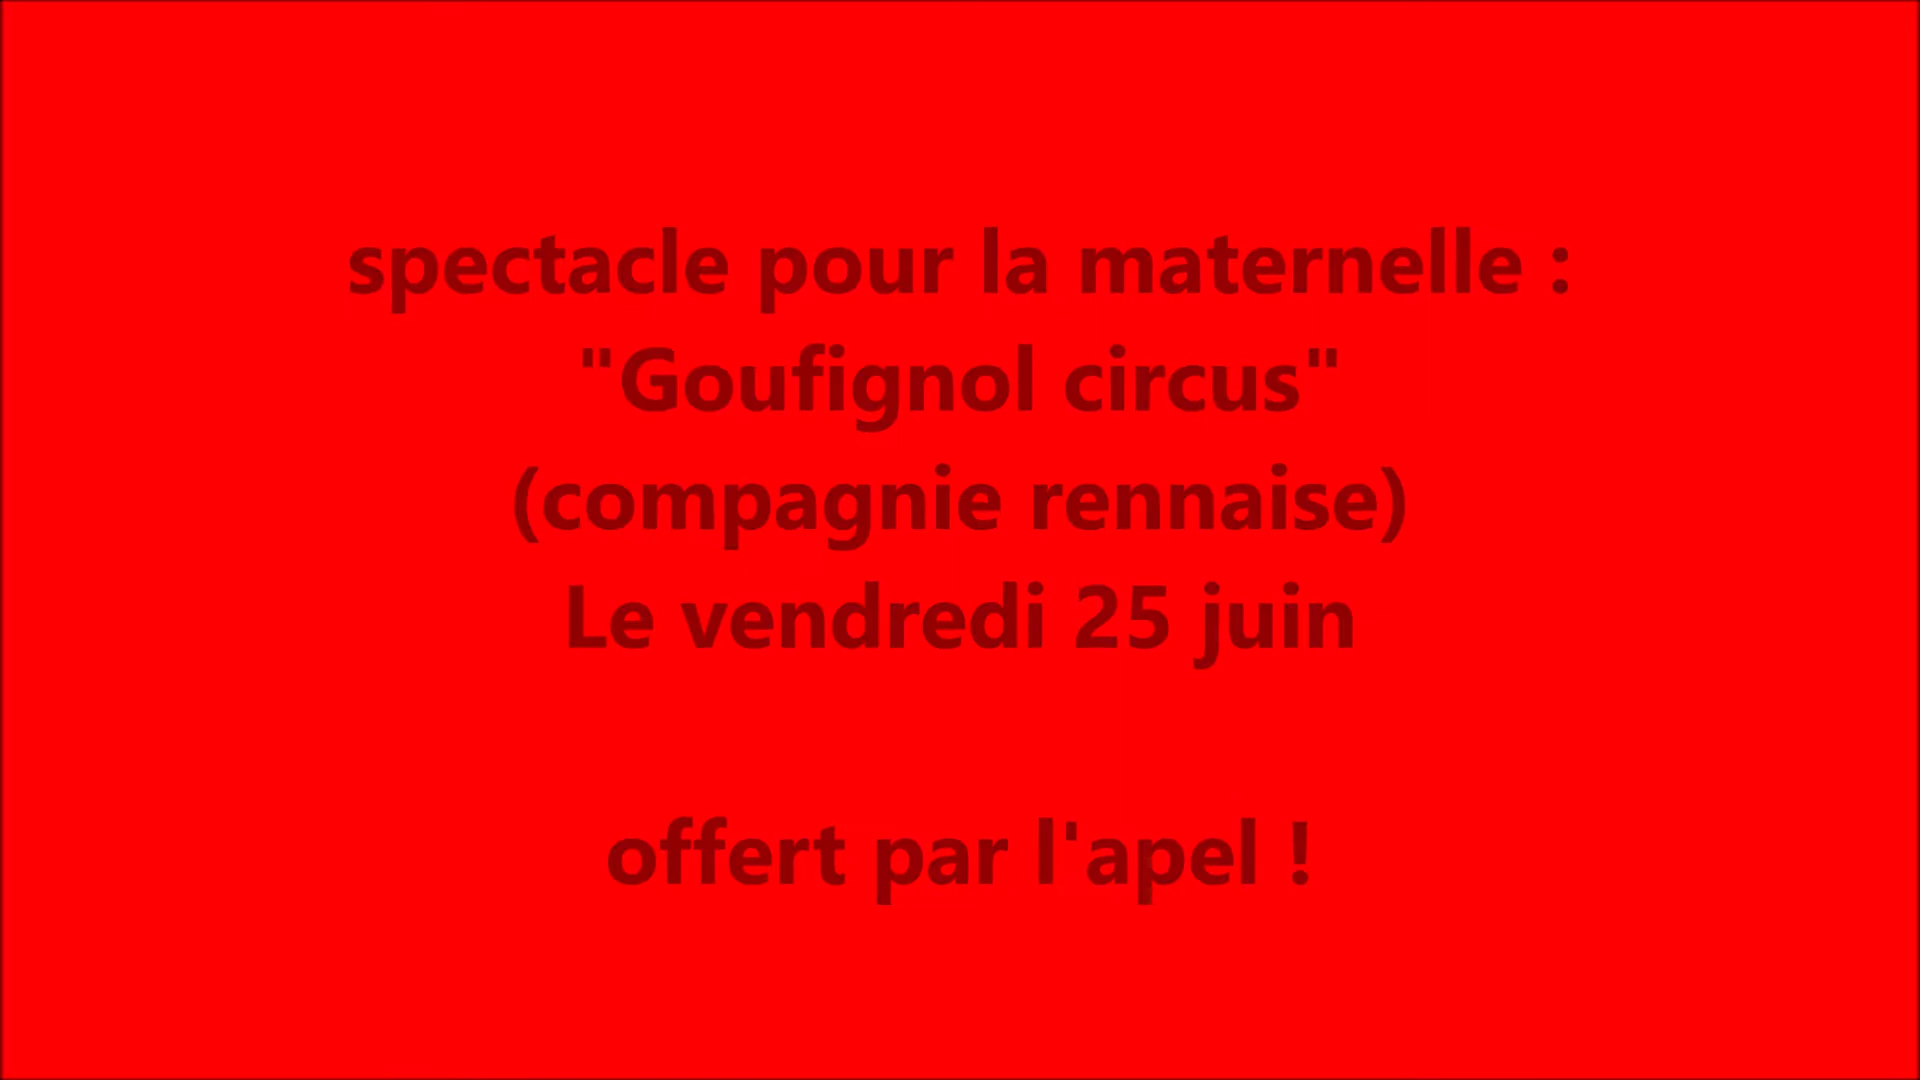 spectacle pour la maternelle :
"Goufignol circus"
(compagnie rennaise)
Le vendredi 25 juin
offert par l'apel !